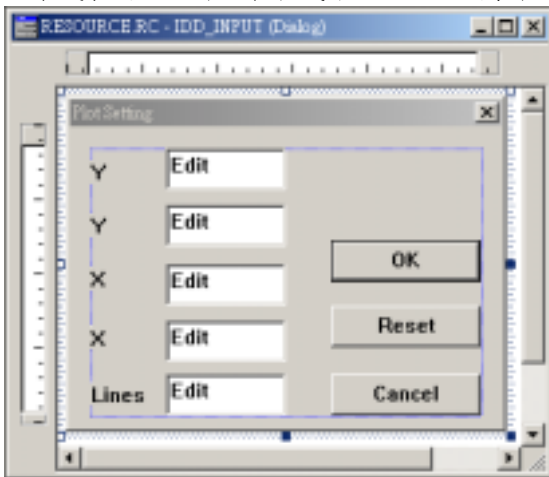 RESOURCE.RC - IDD_INPUT (Dialog)
Plot Setting
Y Edit
Y Edit
X Edit
X Edit
Lines Edit
OK
Reset
Cancel